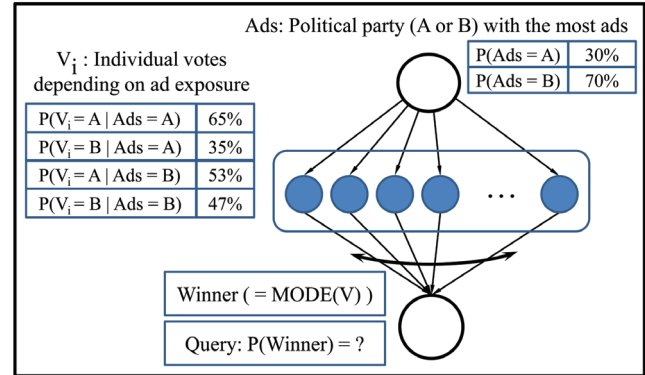 Ads: Political party (A or B) with the most ads
P(Ads = A) 30%
P(Ads = B) 70%
Vi : Individual votes
depending on ad exposure
P(Vi = A | Ads = A) 65%
P(Vi = B | Ads = A) 35%
P(Vi = A | Ads = B) 53%
P(Vi = B | Ads = B) 47%
...
Winner ( = MODE(V) )
Query: P(Winner) = ?